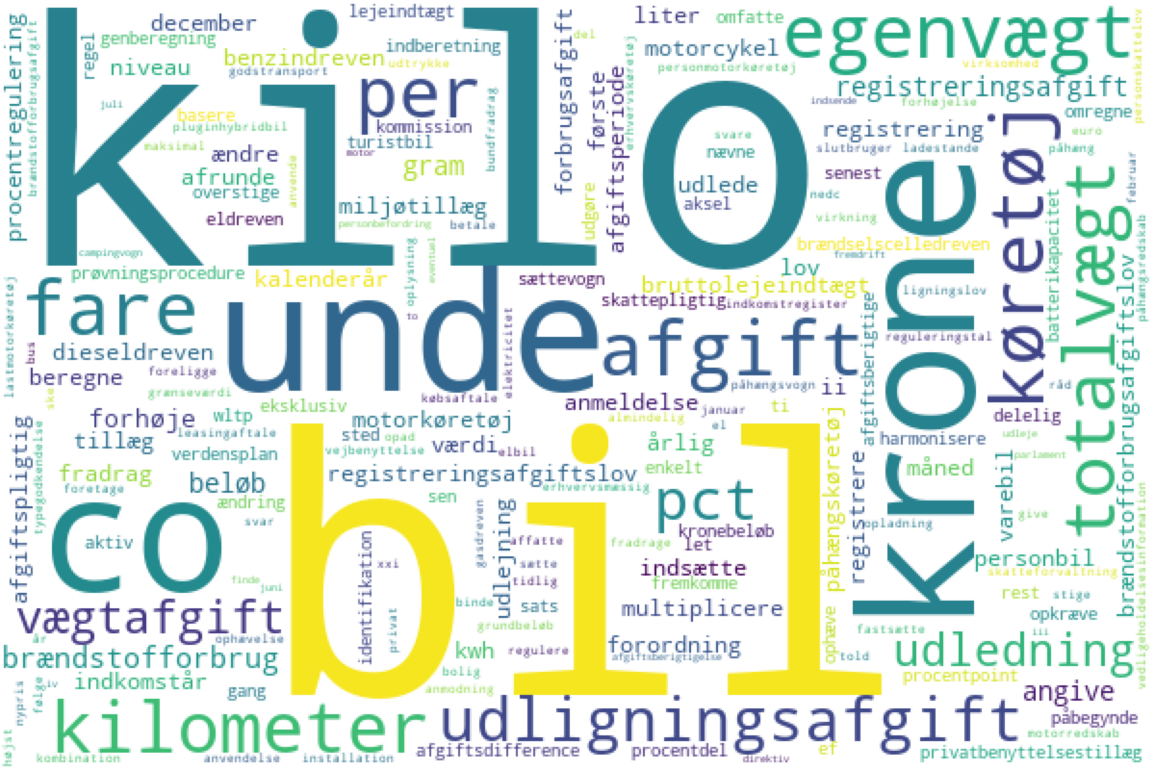 kilo
bil
unde
krone
co
egenvægt
totalvægt
køretøj
afgift
fare
per
pct
kilometer
udligningsafgift
vægtafgift
udledning
brændstofforbrug
december
lejeindtægt
genberegning
benzindreven
indberetning
godstransport
udtrykke
niveau
regel
procentregulering
brændstofforbrugsafgift
juli
basere
pluginhybridbil
maksimal
ændre
afrunde
overstige
eldreven
anvende
kommission
turistbil
motor
gram
miljøtillæg
personbefordring
betale
bundfradrag
forbrugsafgift
del
første
afgiftsperiode
udgøre
liter
omfatte
motorcykel
personmotorkøretøj
erhvervskøretøj
svare
nævne
udlede
aksel
virksomhed
personskattelov
registreringsafgift
indsende
forhøjelse
omregne
registrering
slutbruger
ladestander
euro
påhæng
senest
nedc
virkning
brændselscelledreven
fremdrift
lov
bruttolejeindtægt
indkomstregister
skattepligtig
sættevogn
campingvogn
prøvningsprocedure
kalenderår
oplysning
eventuel
to
elektricitet
ligningslov
reguleringstal
batterikapacitet
februar
påhængsredskab
brændstofforbrugsafgiftslov
lastmotorkøretøj
bus
dieseldreven
beregne
foreligge
grænseværdi
ske
købsaftale
påhængsvogn
ii
afgiftsberigtige
råd
forhøje
wltp
eksklusiv
motorkøretøj
anmeldelse
januar
almindelig
ti
el
delelig
harmonisere
udleje
parlament
tillæg
leasingaftale
verdensplan
sted
opad
vejbenyttelse
værdi
elbil
årlig
enkelt
måned
varebil
fradrag
foretage
beløb
registreringsafgiftslov
erhvervsmæssig
sen
ændring
afgiftspligtig
typegodkendelse
svar
aktiv
identifikation
xxi
gasdreven
udlejning
affatte
sætte
tidlig
fradrage
kronebeløb
let
indsætte
fremkomme
påhængskøretøj
registrere
opladning
give
personbil
skatteforvaltning
vedligeholdelsesinformation
finde
juni
privat
binde
sats
grundbeløb
multiplicere
rest
stige
opkræve
iii
fastsætte
ophæve
told
år
ophævelse
kwh
regulere
forordning
afgiftsberigtigelse
bolig
anmodning
indkomstår
gang
procentpoint
angive
påbegynde
motorredskab
iv
følge
nypris
højst
kombination
anvendelse
installation
afgiftsdifference
procentdel
direktiv
ef
privatbenyttelsestillæg